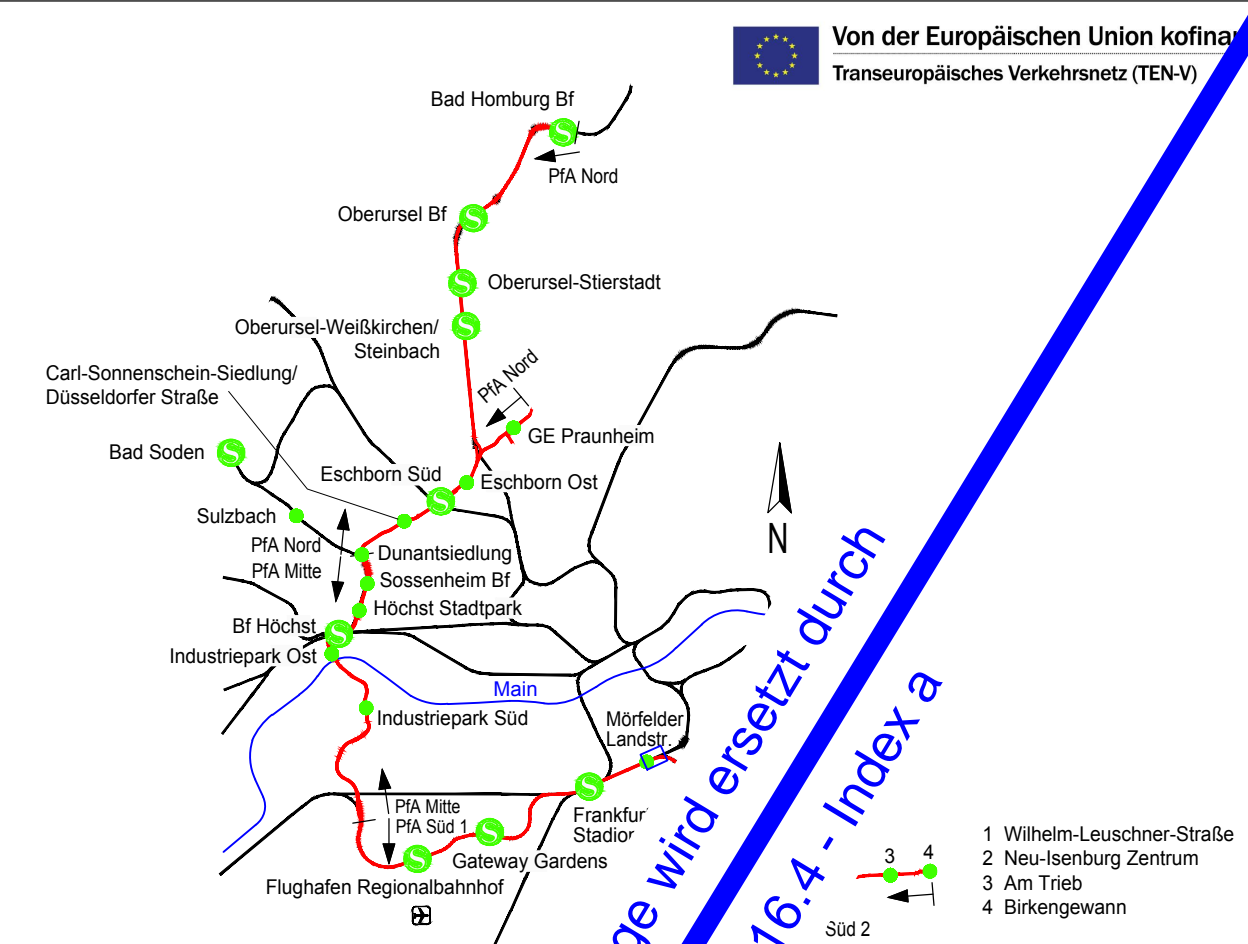 Von der Europäischen Union
Transeuropäisches Verkehrsnetz (TEN-V)
Bad Homburg Bf
PfA Nord
Oberursel Bf
Oberursel-Stierstadt
Oberursel-Weißkirchen/
Steinbach
Carl-Sonnenschein-Siedlung/
Düsseldorfer Straße
PfA Nord
GE Praunheim
Bad Soden
Eschborn Süd
Eschborn Ost
Sulzbach
PfA Nord
PfA Mitte
Dunantsiedlung
Sossenheim Bf
Höchst Stadtpark
Bf Höchst
Industriepark Ost
N
Main
Industriepark Süd
Mörfelder
Landstr.
PfA Mitte
PfA Süd 1
Gateway Gardens
Flughafen Regionalbahnhof
wird ersetzt durch
16.4 - Index a
3
4
Süd 2
1 Wilhelm-Leuschner-Straße
2 Neu-Isenburg Zentrum
3 Am Trieb
4 Birkengewann